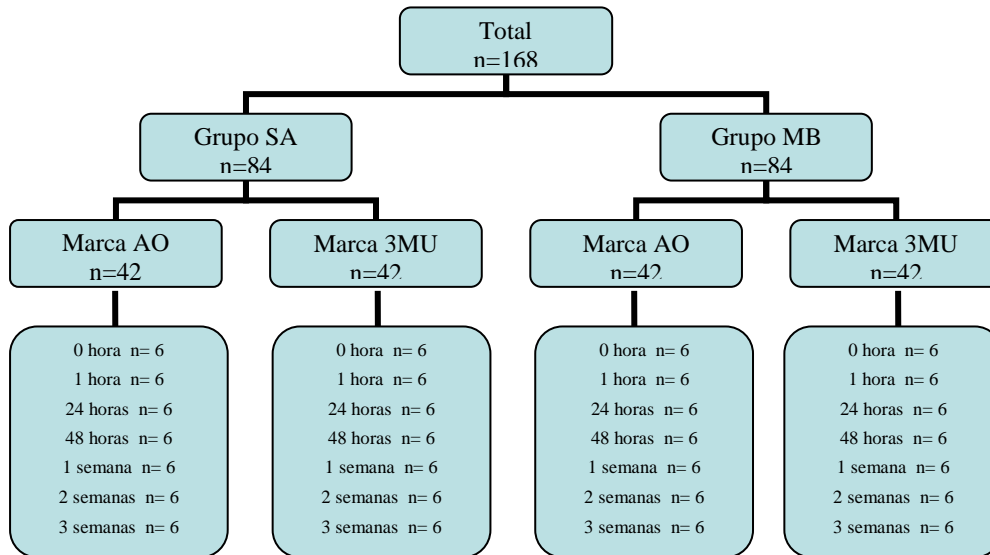 Total
n=168
Grupo SA
n=84
Grupo MB
n=84
Marca AO
n=42
Marca 3MU
n=42
Marca AO
n=42
Marca 3MU
n=42
0 hora n= 6
1 hora n= 6
24 horas n= 6
48 horas n= 6
1 semana n= 6
2 semanas n= 6
3 semanas n= 6
0 hora n= 6
1 hora n= 6
24 horas n= 6
48 horas n= 6
1 semana n= 6
2 semanas n= 6
3 semanas n= 6
0 hora n= 6
1 hora n= 6
24 horas n= 6
48 horas n= 6
1 semana n= 6
2 semanas n= 6
3 semanas n= 6
0 hora n= 6
1 hora n= 6
24 horas n= 6
48 horas n= 6
1 semana n= 6
2 semanas n= 6
3 semanas n= 6